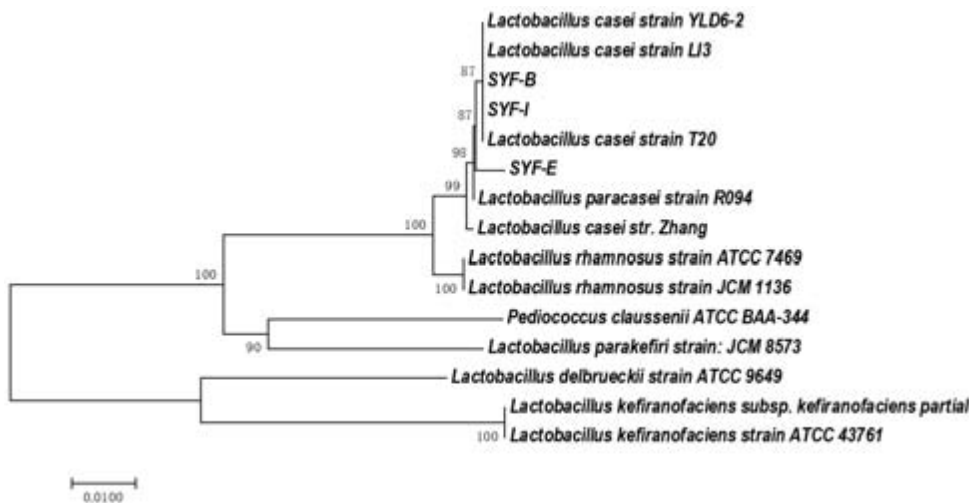 Lactobacillus casei strain YLD6-2
Lactobacillus casei strain LI3
87
SYF-B
SYF-I
87
Lactobacillus casei strain T20
98
SYF-E
99
Lactobacillus paracasei strain R094
100
Lactobacillus casei str. Zhang
Lactobacillus rhamnosus strain ATCC 7469
100
100
Lactobacillus rhamnosus strain JCM 1136
Pediococcus claussenii ATCC BAA-344
90
Lactobacillus parakefiri strain: JCM 8573
Lactobacillus delbrueckii strain ATCC 9649
Lactobacillus kefiranofaciens subsp. kefiranofaciens partial
100
Lactobacillus kefiranofaciens strain ATCC 43761
0.0100